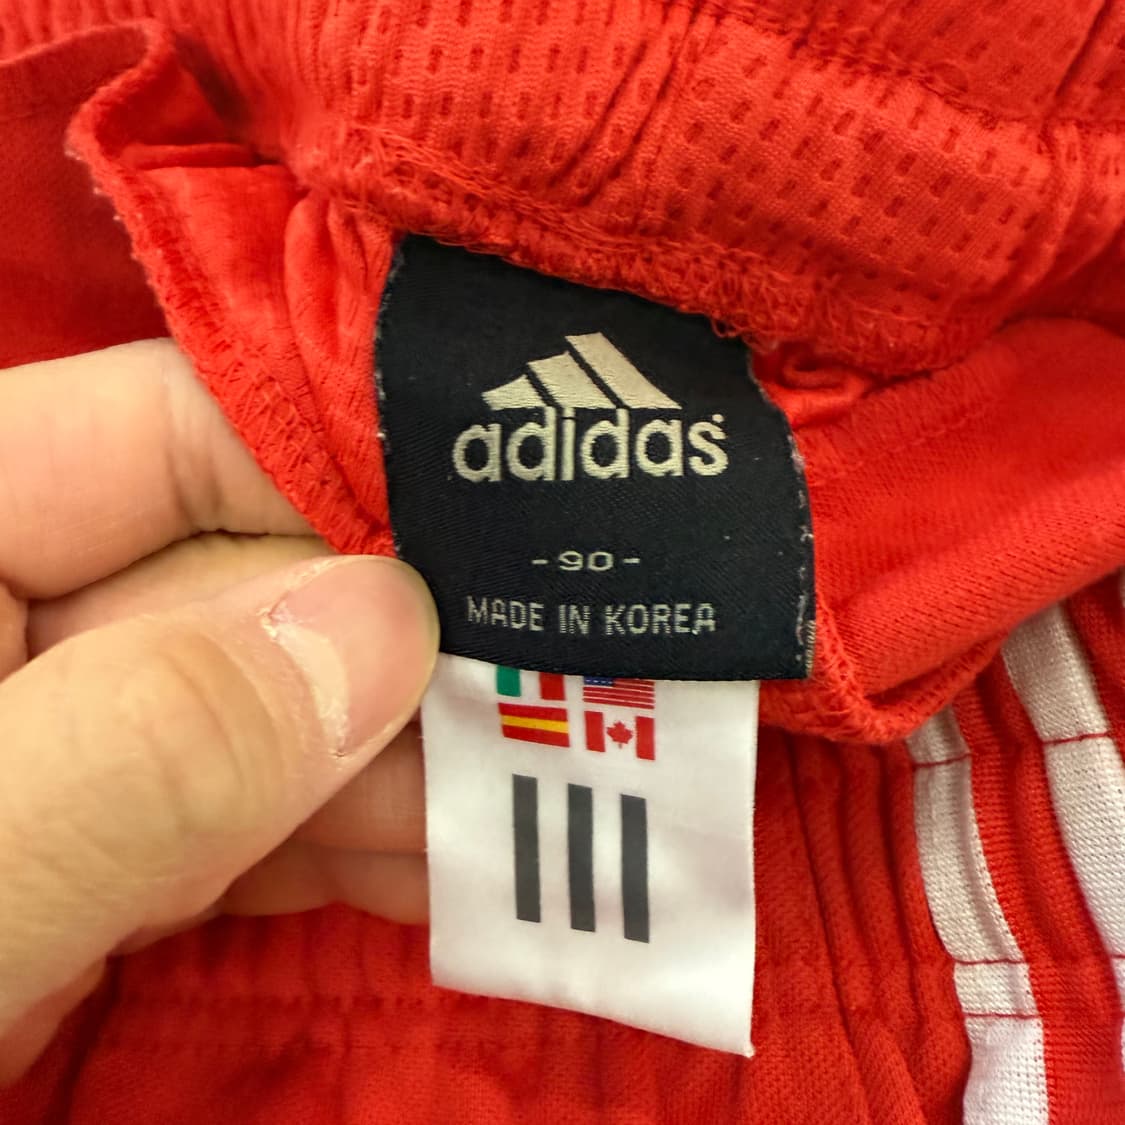 adidas
- 90 -
MADE IN KOREA